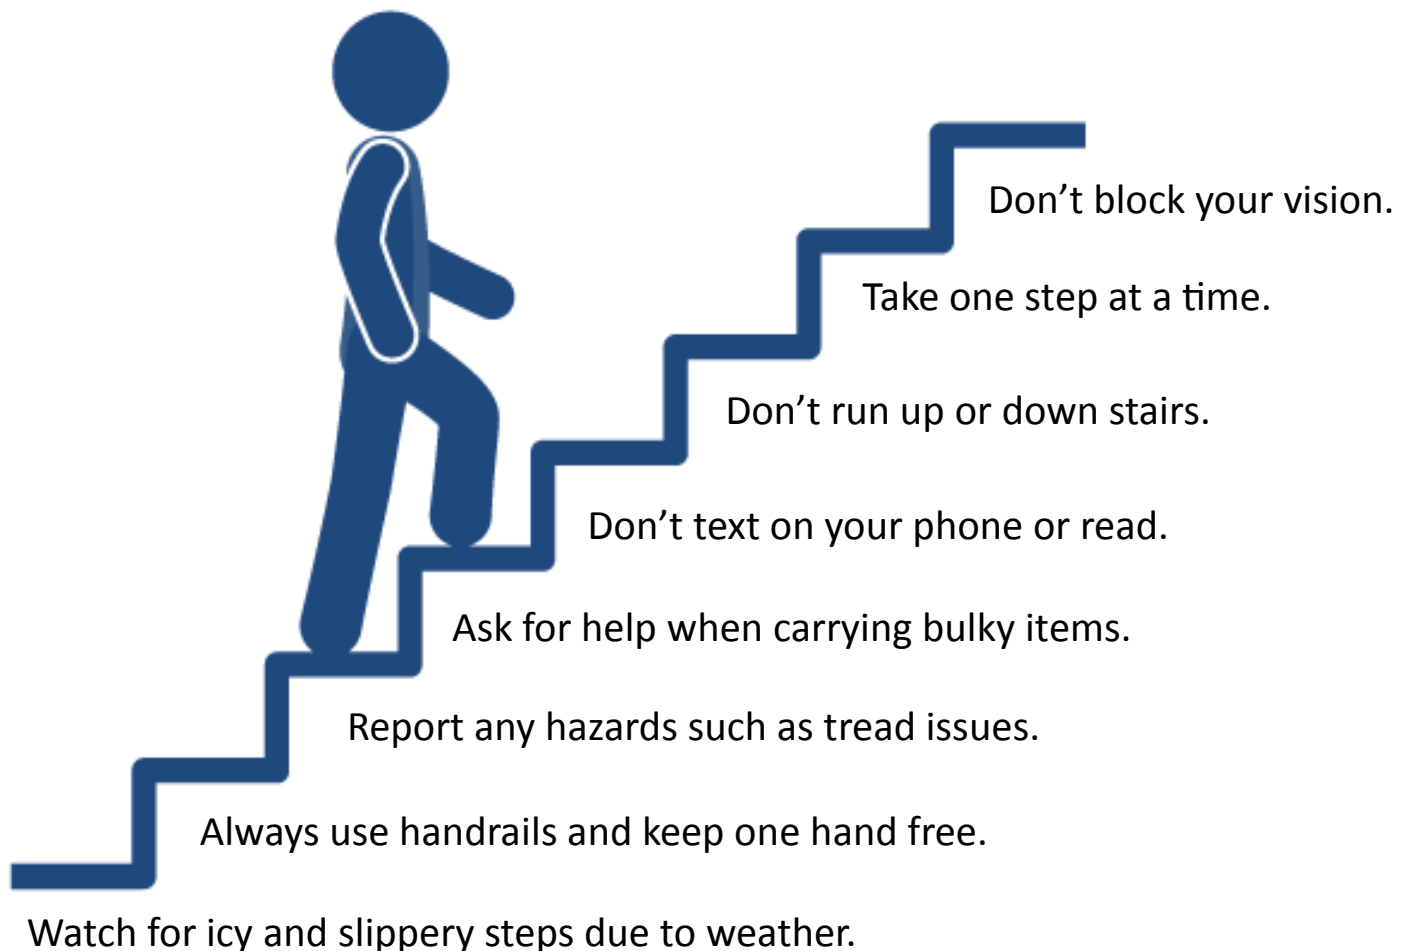 Don’t block your vision.
Take one step at a time.
Don’t run up or down stairs.
Don’t text on your phone or read.
Ask for help when carrying bulky items.
Report any hazards such as tread issues.
Always use handrails and keep one hand free.
Watch for icy and slippery steps due to weather.